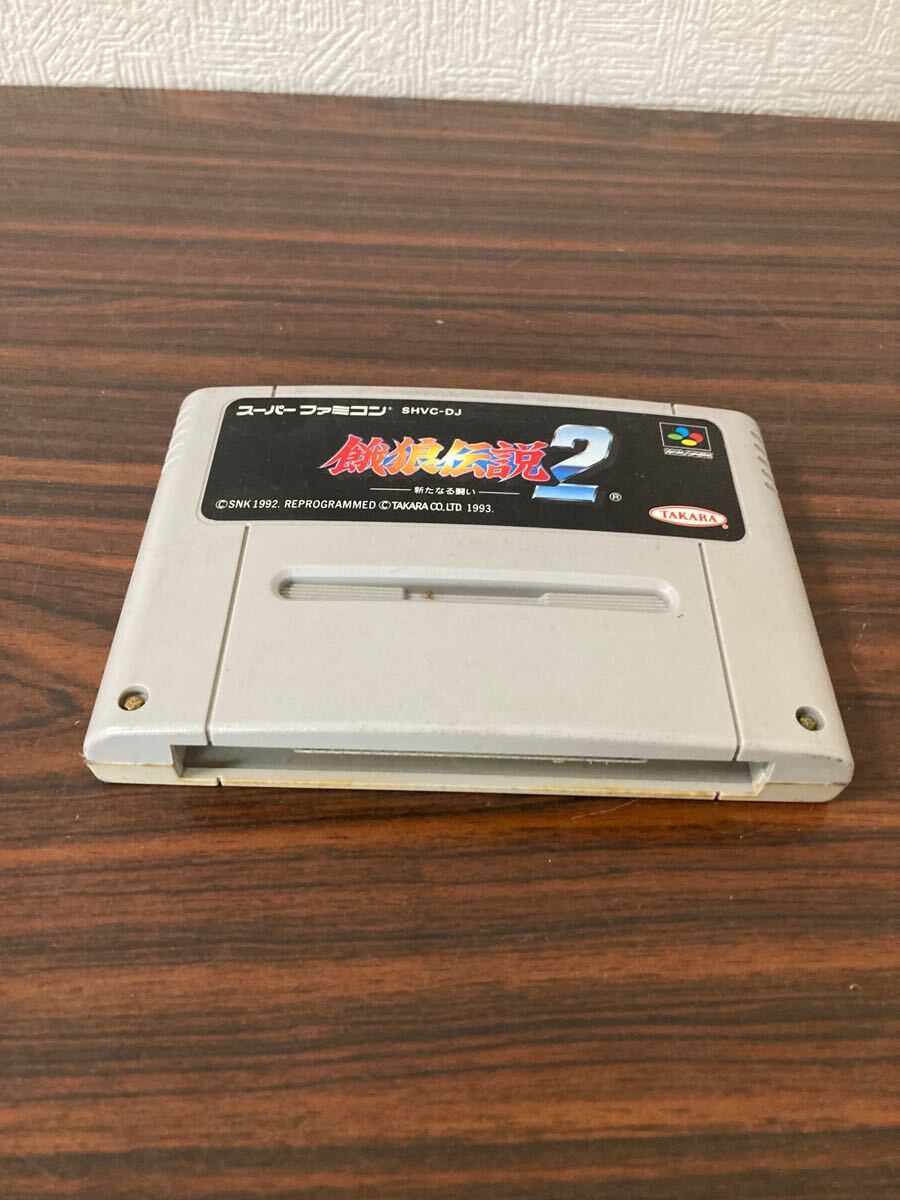 スーパーファミコン® SHVC-DJ
餓狼伝説2
新たなる闘い
®
©SNK 1992. REPROGRAMMED ©TAKARA CO.LTD 1993.
TAKARA®